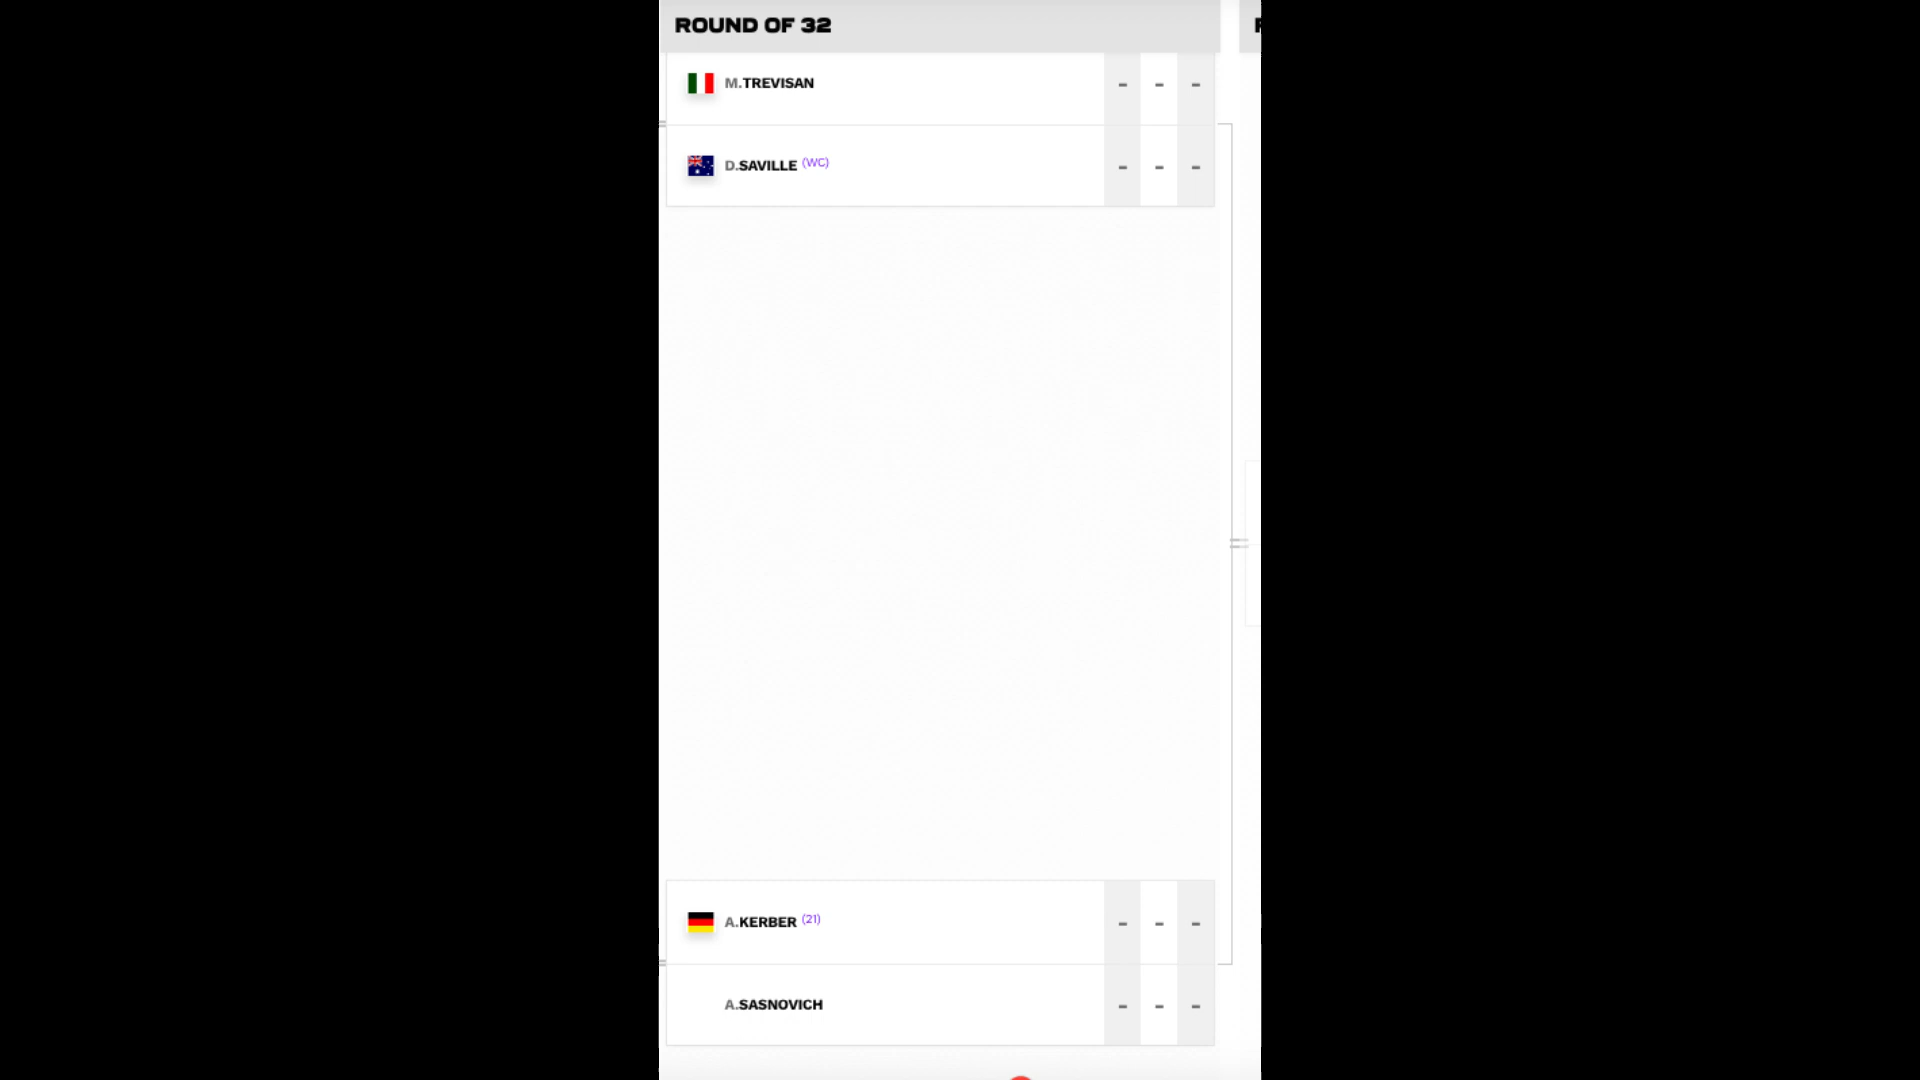 ROUND OF 32
M.TREVISAN - - -
D.SAVILLE (WC) - - -
A.KERBER (21) - - -
A.SASNOVICH - - -